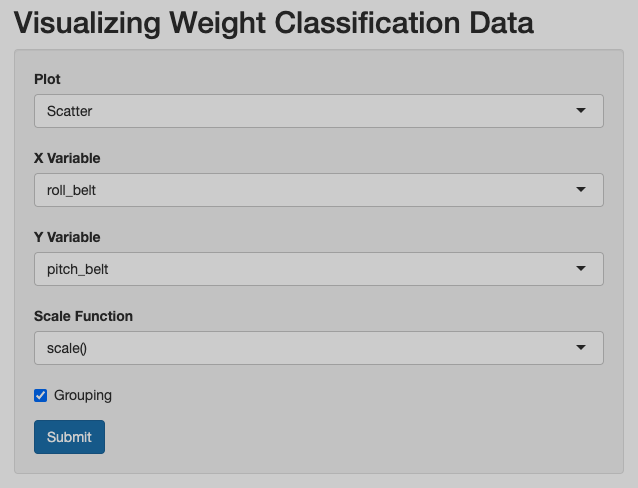 Visualizing Weight Classification Data
Plot
Scatter
X Variable
roll_belt
Y Variable
pitch_belt
Scale Function
scale()
Grouping
Submit